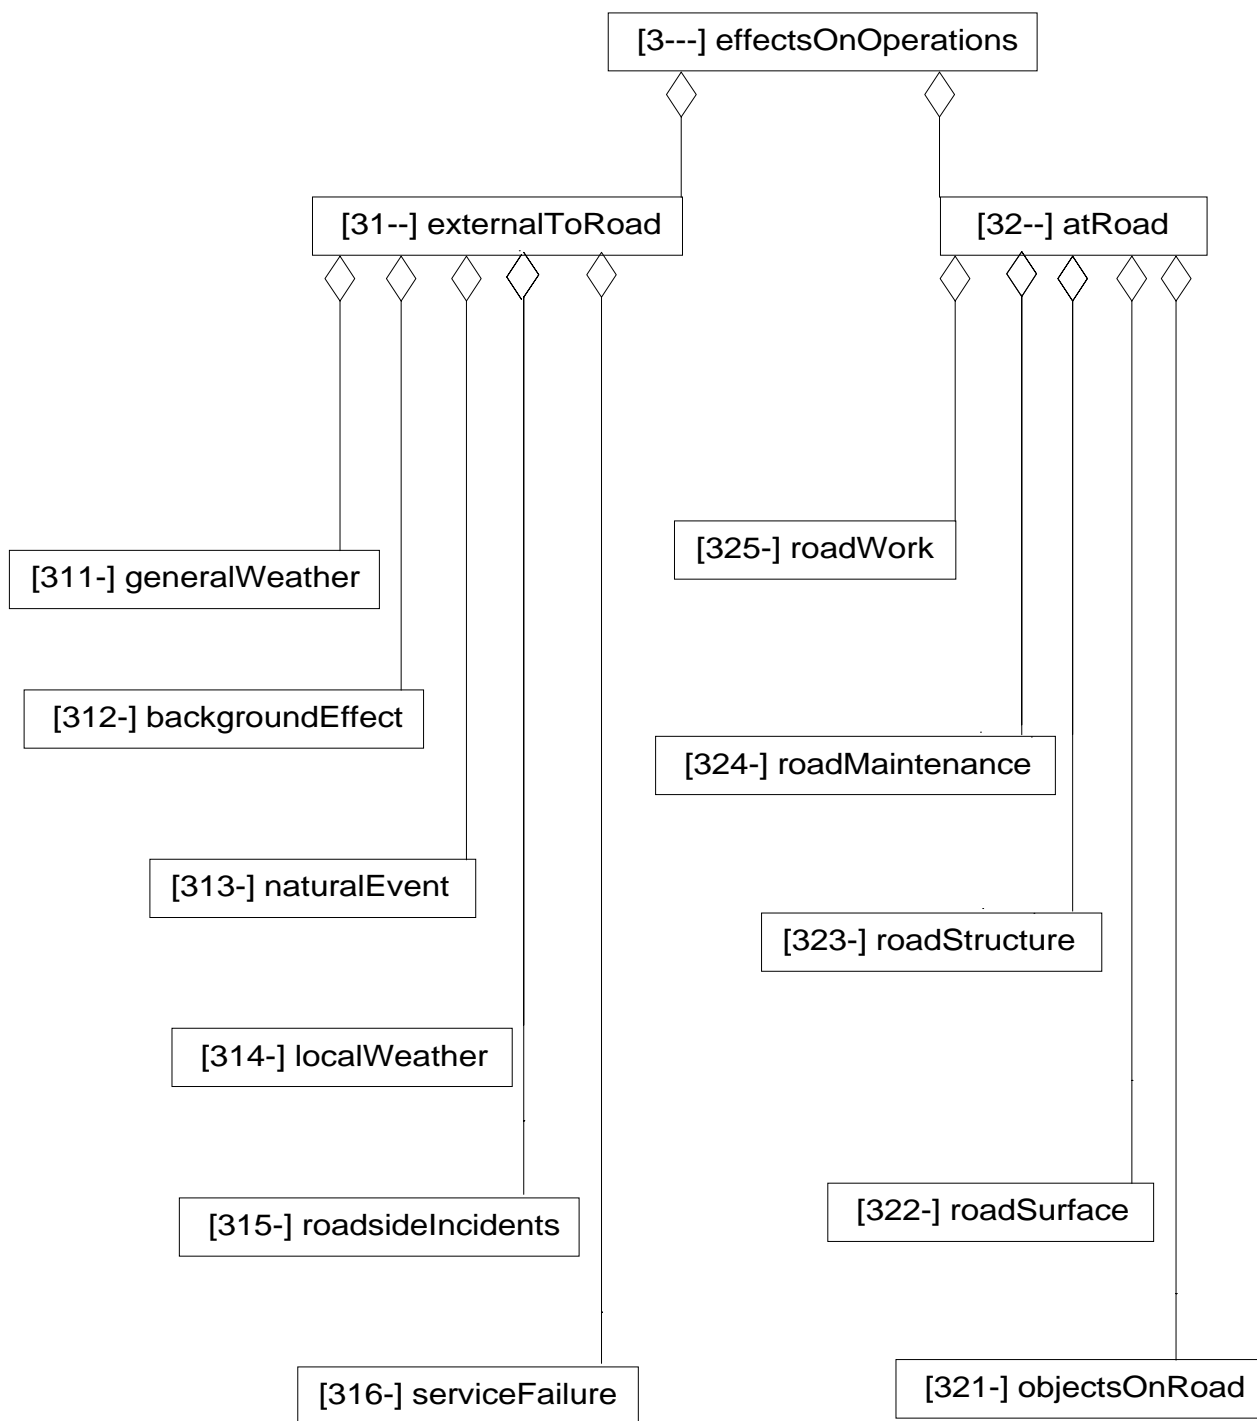 [3---] effectsOnOperations
[31--] externalToRoad
[32--] atRoad
[325-] roadWork
[311-] generalWeather
[312-] backgroundEffect
[324-] roadMaintenance
[313-] naturalEvent
[323-] roadStructure
[314-] localWeather
[322-] roadSurface
[315-] roadsideIncidents
[321-] objectsOnRoad
[316-] serviceFailure